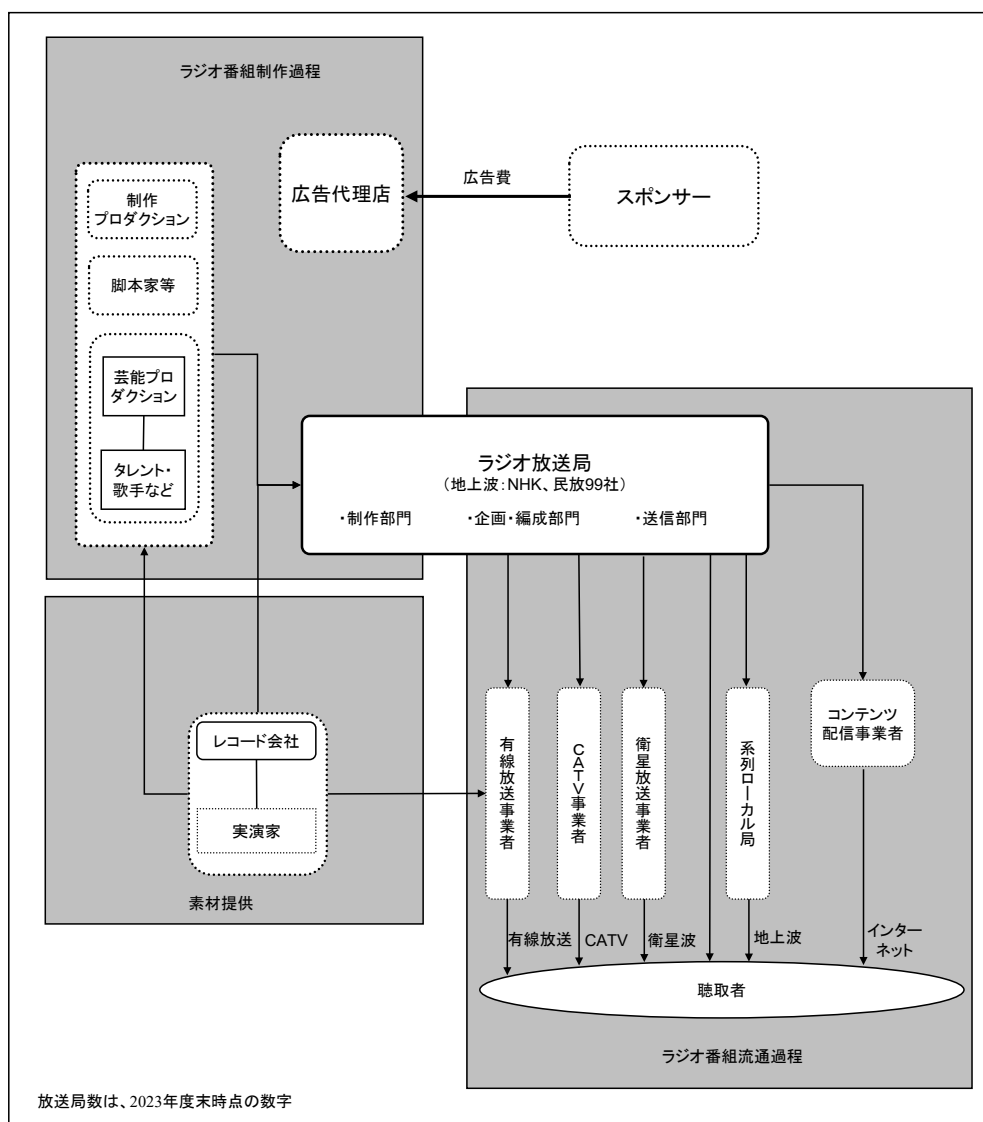 ラジオ番組制作過程
制作
プロダクション
脚本家等
芸能プロ
ダクション
タレント・
歌手など
広告代理店
広告費
スポンサー
ラジオ放送局
（地上波：NHK、民放99社）
・制作部門
・企画・編成部門
・送信部門
レコード会社
実演家
素材提供
有線放送事業者
CATV事業者
衛星放送事業者
系列ローカル局
コンテンツ
配信事業者
有線放送
CATV
衛星波
地上波
インター
ネット
聴取者
ラジオ番組流通過程
放送局数は、2023年度末時点の数字